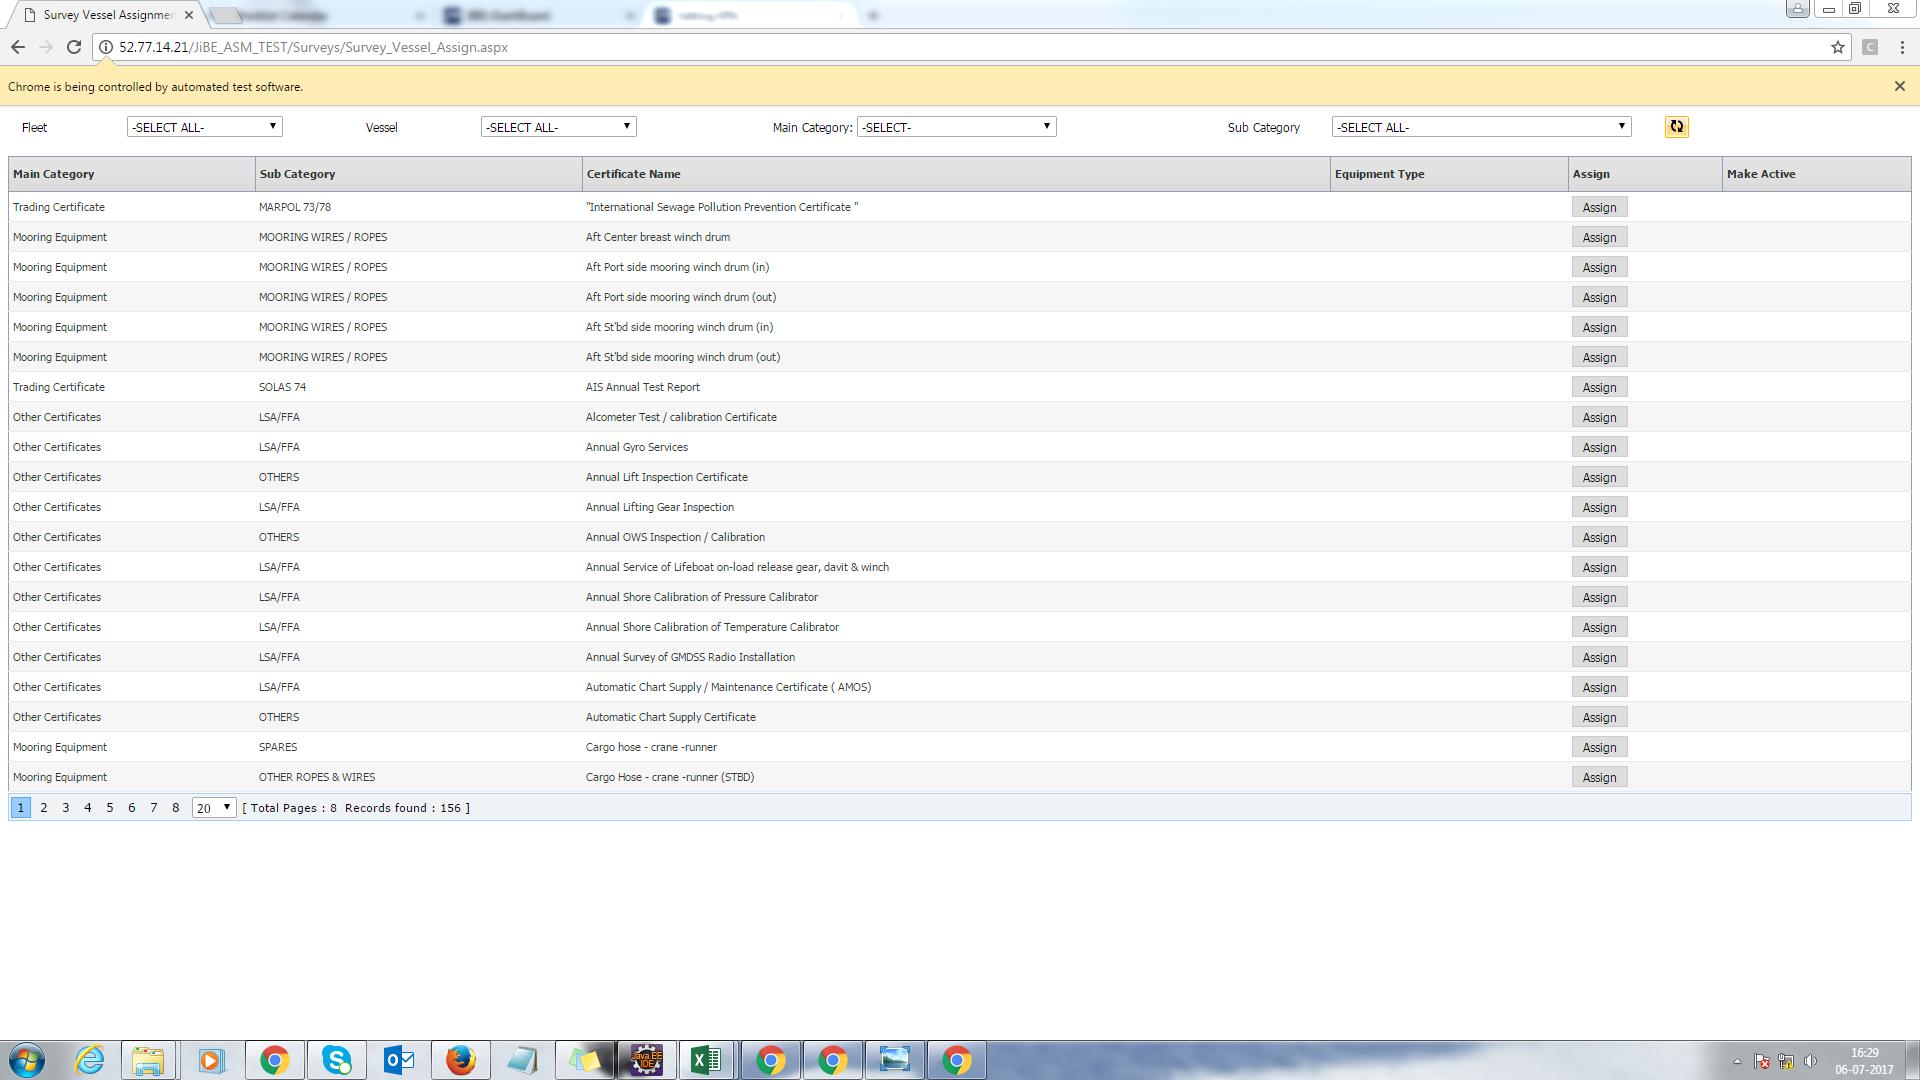 Survey Vessel Assignmen
52.77.14.21/JiBE_ASM_TEST/Surveys/Survey_Vessel_Assign.aspx
C
Chrome is being controlled by automated test software.
Fleet -SELECT ALL- Vessel -SELECT ALL- Main Category: -SELECT- Sub Category -SELECT ALL-
Main Category Sub Category Certificate Name Equipment Type Assign Make Active
Trading Certificate MARPOL 73/78 "International Sewage Pollution Prevention Certificate " Assign
Mooring Equipment MOORING WIRES / ROPES Aft Center breast winch drum Assign
Mooring Equipment MOORING WIRES / ROPES Aft Port side mooring winch drum (in) Assign
Mooring Equipment MOORING WIRES / ROPES Aft Port side mooring winch drum (out) Assign
Mooring Equipment MOORING WIRES / ROPES Aft St'bd side mooring winch drum (in) Assign
Mooring Equipment MOORING WIRES / ROPES Aft St'bd side mooring winch drum (out) Assign
Trading Certificate SOLAS 74 AIS Annual Test Report Assign
Other Certificates LSA/FFA Alcometer Test / calibration Certificate Assign
Other Certificates LSA/FFA Annual Gyro Services Assign
Other Certificates OTHERS Annual Lift Inspection Certificate Assign
Other Certificates LSA/FFA Annual Lifting Gear Inspection Assign
Other Certificates OTHERS Annual OWS Inspection / Calibration Assign
Other Certificates LSA/FFA Annual Service of Lifeboat on-load release gear, davit & winch Assign
Other Certificates LSA/FFA Annual Shore Calibration of Pressure Calibrator Assign
Other Certificates LSA/FFA Annual Shore Calibration of Temperature Calibrator Assign
Other Certificates LSA/FFA Annual Survey of GMDSS Radio Installation Assign
Other Certificates LSA/FFA Automatic Chart Supply / Maintenance Certificate ( AMOS) Assign
Other Certificates OTHERS Automatic Chart Supply Certificate Assign
Mooring Equipment SPARES Cargo hose - crane -runner Assign
Mooring Equipment OTHER ROPES & WIRES Cargo Hose - crane -runner (STBD) Assign
1 2 3 4 5 6 7 8 20 [ Total Pages : 8 Records found : 156 ]
Java EE
IDE
16:29
06-07-2017